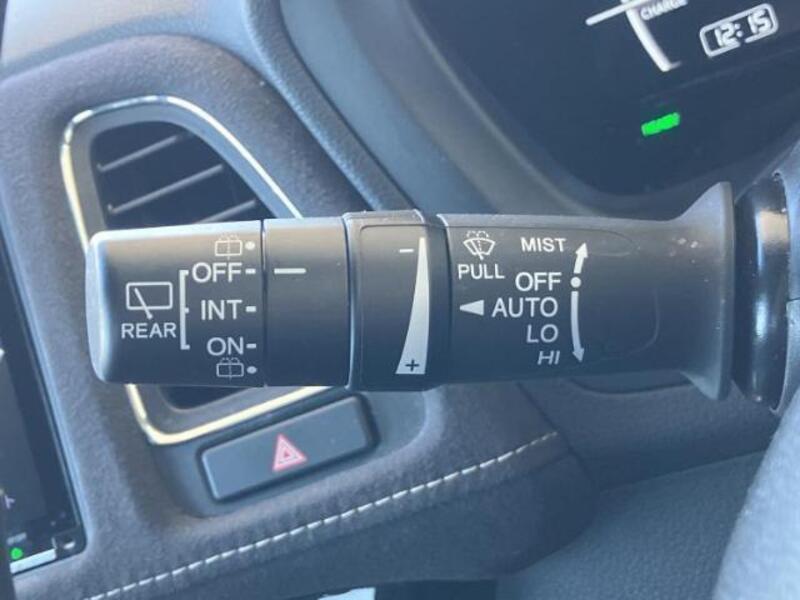 CHARGE
12:15
MIST
OFF
PULL
OFF
REAR
INT
AUTO
ON
LO
HI
−
+